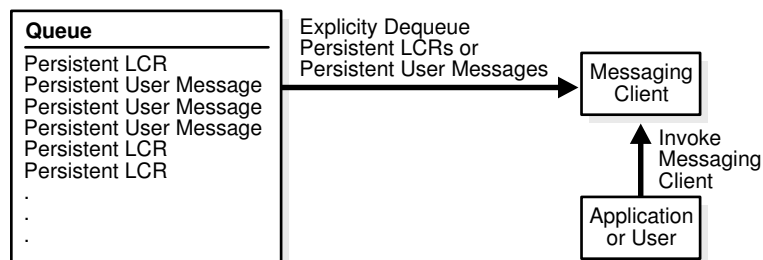 Queue
Persistent LCR
Persistent User Message
Persistent User Message
Persistent User Message
Persistent LCR
Persistent LCR
.
.
.
Explicity Dequeue
Persistent LCRs or
Persistent User Messages
Messaging
Client
Invoke
Messaging
Client
Application
or User